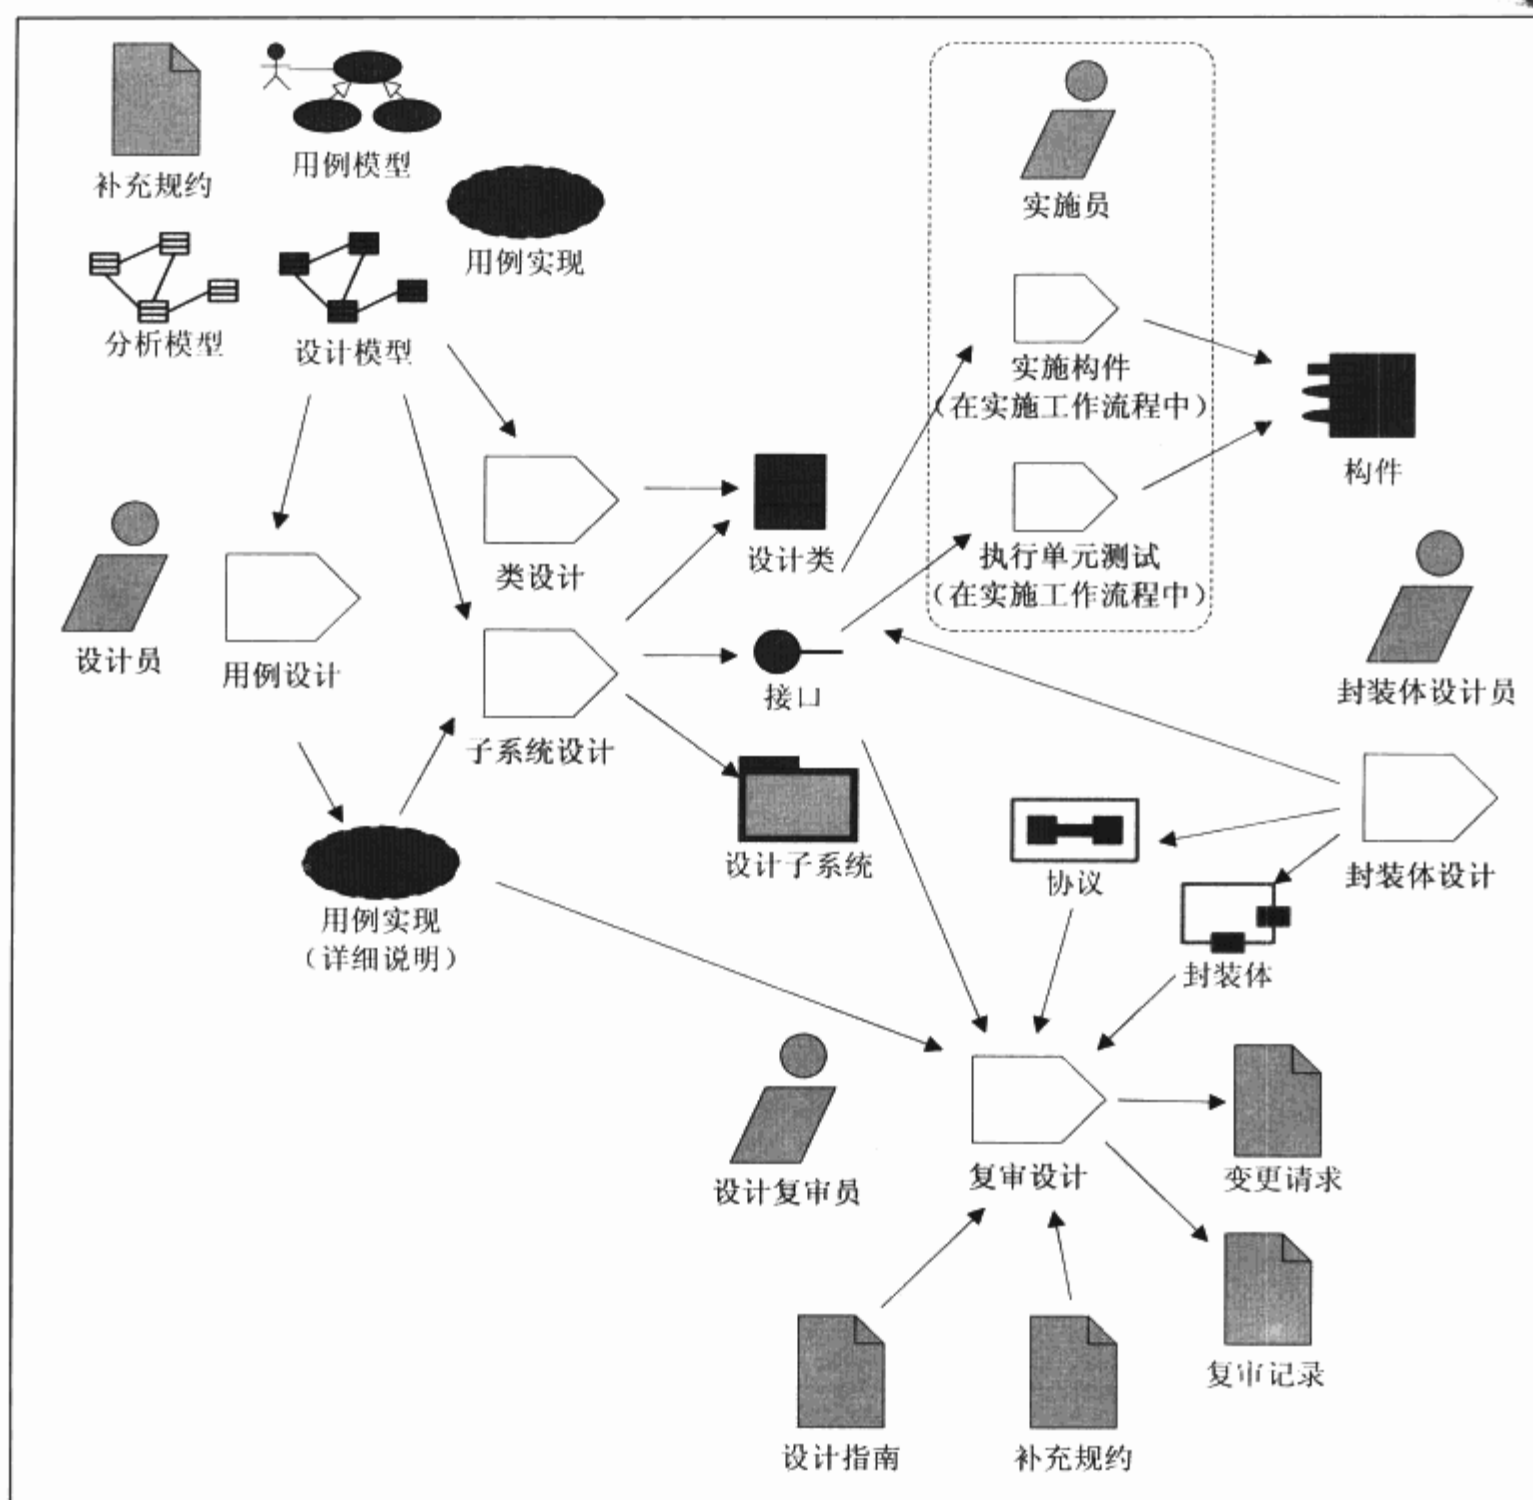 补充规约
用例模型
用例实现
分析模型
设计模型
实施员
实施构件
（在实施工作流程中）
构件
执行单元测试
（在实施工作流程中）
类设计
设计类
设计员
用例设计
子系统设计
接口
封装体设计员
设计子系统
协议
封装体设计
用例实现
（详细说明）
封装体
设计复审员
复审设计
变更请求
复审记录
设计指南
补充规约